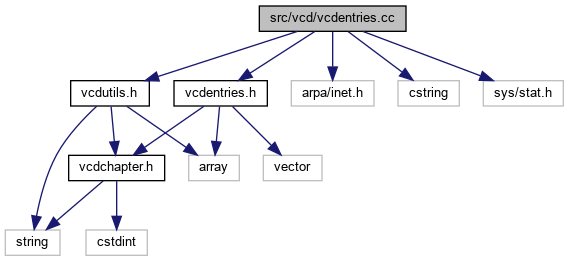 src/vcd/vcdentries.cc
vcdutils.h
vcdentries.h
arpa/inet.h
cstring
sys/stat.h
vcdchapter.h
array
vector
string
cstdint